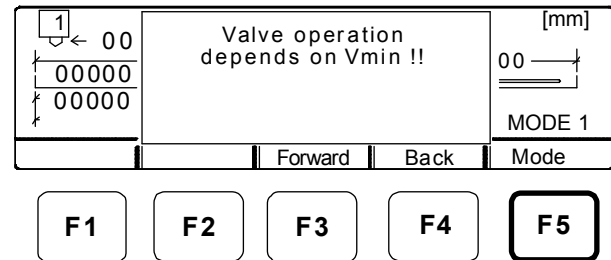 1
[mm]
← 00
Valve operation
depends on Vmin !!
00
00000
00000
MODE 1
Forward
Back
Mode
F1
F2
F3
F4
F5